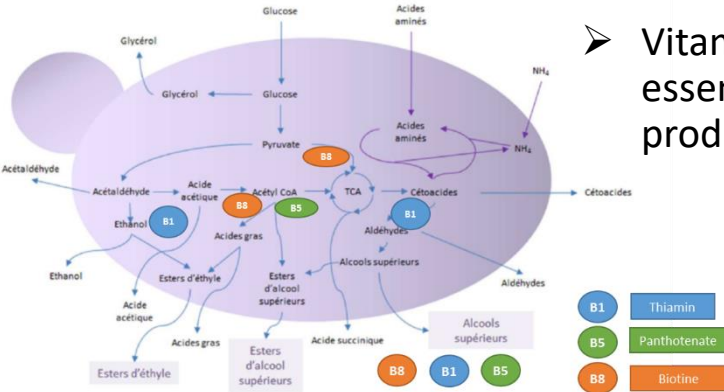 Glucose
Acides
aminés
Glycérol
NH₄
Glycérol
Glucose
Pyruvate
B8
Acides
aminés
NH₄
Acétaldéhyde
Acétaldéhyde
Acide
acétique
Acétyl CoA
TCA
Cétoacides
Cétoacides
B1
B8
B5
B1
Ethanol
Acides gras
Aldéhydes
Ethanol
Esters d'éthyle
Esters
d'alcool
supérieurs
Alcools supérieurs
Aldéhydes
Acide
acétique
Acides gras
Acide succinique
Esters d'éthyle
Esters
d'alcool
supérieurs
Alcools
supérieurs
B8 B1 B5
B1 Thiamin
B5 Panthotenate
B8 Biotine
➤ Vitan
essen
prod